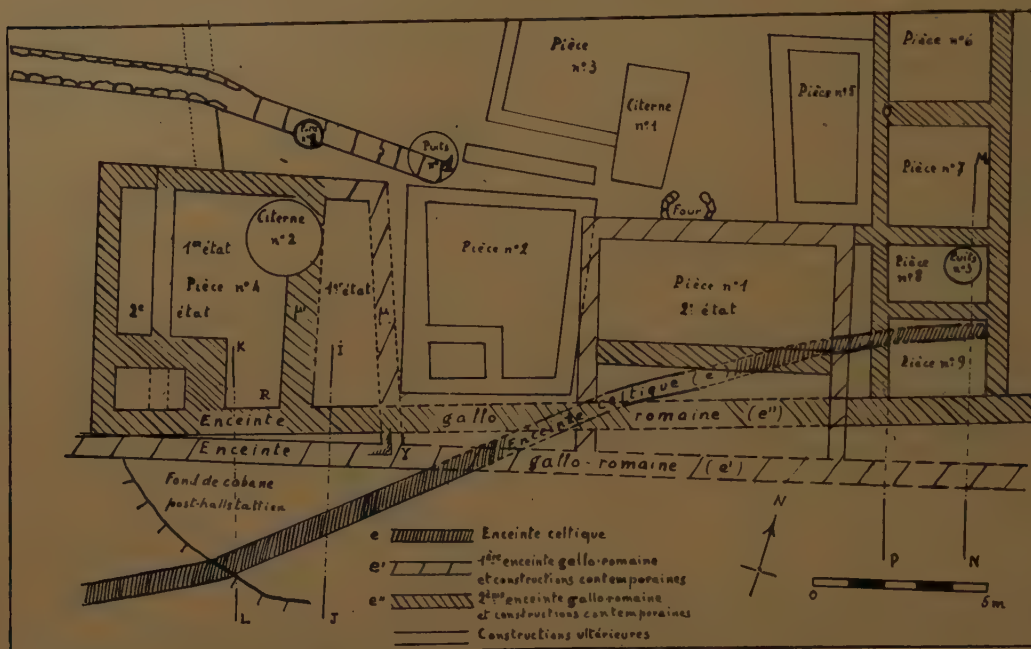 Pièce n°6
Pièce n°3
Citerne n°1
Pièce n°5
Puits
Puits
O
Pièce n°7
M
Citerne n°2
1er état
Four
Pièce n°2
2e
Pièce n°4
état
1er état
Pièce n°1
2e état
Pièce n°8
Puits n°3
μ
μ
K
I
R
Pièce n°9
Enceinte celtique (e)
Enceinte gallo romaine (e")
Enceinte gallo-romaine (e')
γ
Fond de cabane
post-hallstattien
N
e Enceinte celtique
e' 1ère enceinte gallo-romaine
et constructions contemporaines
e" 2ème enceinte gallo-romaine
et constructions contemporaines
Constructions ultérieures
L
J
P
N
0
5m